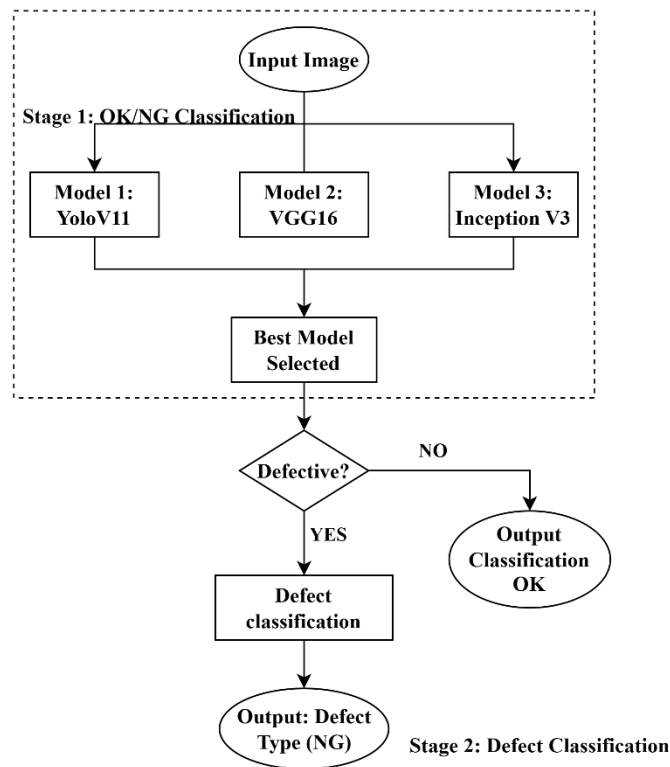 Input Image
Stage 1: OK/NG Classification
Model 1:
YoloV11
Model 2:
VGG16
Model 3:
Inception V3
Best Model
Selected
Defective?
NO
YES
Output
Classification
OK
Defect
classification
Output: Defect
Type (NG)
Stage 2: Defect Classification